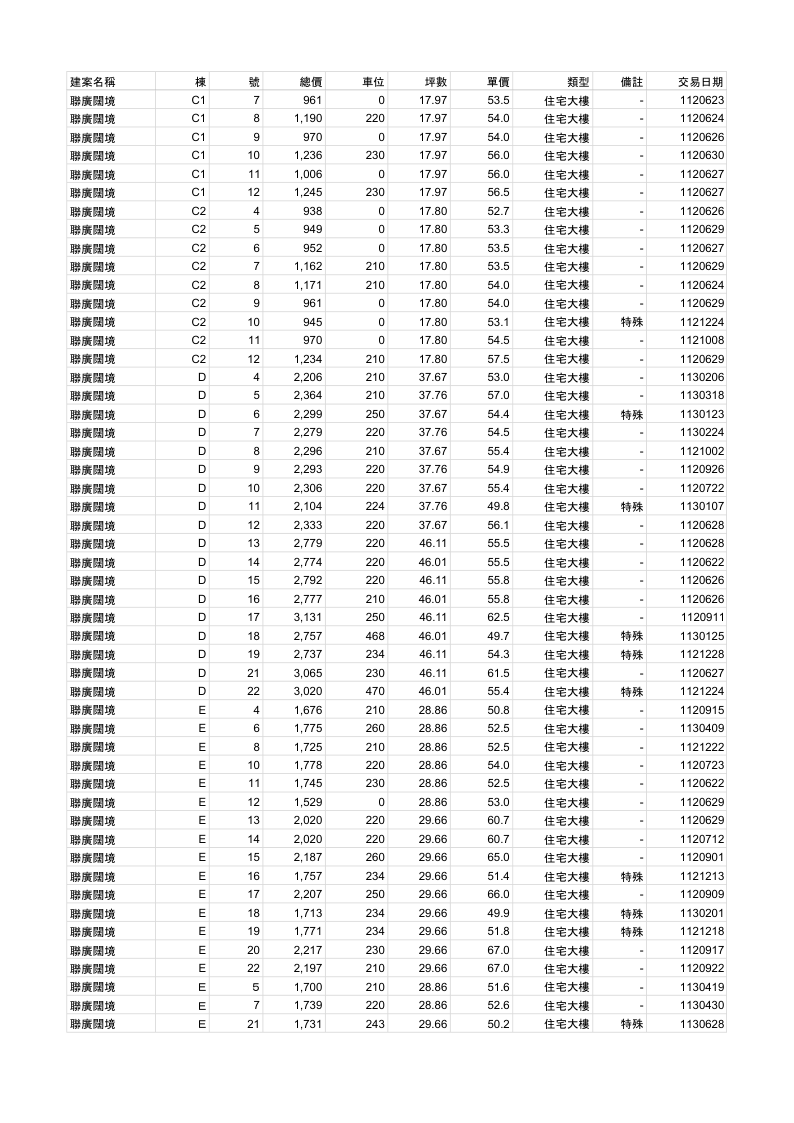 建案名稱 棟 號 總價 車位 坪數 單價 類型 備註 交易日期
聯廣闊境 C1 7 961 0 17.97 53.5 住宅大樓 - 1120623
聯廣闊境 C1 8 1,190 220 17.97 54.0 住宅大樓 - 1120624
聯廣闊境 C1 9 970 0 17.97 54.0 住宅大樓 - 1120626
聯廣闊境 C1 10 1,236 230 17.97 56.0 住宅大樓 - 1120630
聯廣闊境 C1 11 1,006 0 17.97 56.0 住宅大樓 - 1120627
聯廣闊境 C1 12 1,245 230 17.97 56.5 住宅大樓 - 1120627
聯廣闊境 C2 4 938 0 17.80 52.7 住宅大樓 - 1120626
聯廣闊境 C2 5 949 0 17.80 53.3 住宅大樓 - 1120629
聯廣闊境 C2 6 952 0 17.80 53.5 住宅大樓 - 1120627
聯廣闊境 C2 7 1,162 210 17.80 53.5 住宅大樓 - 1120629
聯廣闊境 C2 8 1,171 210 17.80 54.0 住宅大樓 - 1120624
聯廣闊境 C2 9 961 0 17.80 54.0 住宅大樓 - 1120629
聯廣闊境 C2 10 945 0 17.80 53.1 住宅大樓 特殊 1121224
聯廣闊境 C2 11 970 0 17.80 54.5 住宅大樓 - 1121008
聯廣闊境 C2 12 1,234 210 17.80 57.5 住宅大樓 - 1120629
聯廣闊境 D 4 2,206 210 37.67 53.0 住宅大樓 - 1130206
聯廣闊境 D 5 2,364 210 37.76 57.0 住宅大樓 - 1130318
聯廣闊境 D 6 2,299 250 37.67 54.4 住宅大樓 特殊 1130123
聯廣闊境 D 7 2,279 220 37.76 54.5 住宅大樓 - 1130224
聯廣闊境 D 8 2,296 210 37.67 55.4 住宅大樓 - 1121002
聯廣闊境 D 9 2,293 220 37.76 54.9 住宅大樓 - 1120926
聯廣闊境 D 10 2,306 220 37.67 55.4 住宅大樓 - 1120722
聯廣闊境 D 11 2,104 224 37.76 49.8 住宅大樓 特殊 1130107
聯廣闊境 D 12 2,333 220 37.67 56.1 住宅大樓 - 1120628
聯廣闊境 D 13 2,779 220 46.11 55.5 住宅大樓 - 1120628
聯廣闊境 D 14 2,774 220 46.01 55.5 住宅大樓 - 1120622
聯廣闊境 D 15 2,792 220 46.11 55.8 住宅大樓 - 1120626
聯廣闊境 D 16 2,777 210 46.01 55.8 住宅大樓 - 1120626
聯廣闊境 D 17 3,131 250 46.11 62.5 住宅大樓 - 1120911
聯廣闊境 D 18 2,757 468 46.01 49.7 住宅大樓 特殊 1130125
聯廣闊境 D 19 2,737 234 46.11 54.3 住宅大樓 特殊 1121228
聯廣闊境 D 21 3,065 230 46.11 61.5 住宅大樓 - 1120627
聯廣闊境 D 22 3,020 470 46.01 55.4 住宅大樓 特殊 1121224
聯廣闊境 E 4 1,676 210 28.86 50.8 住宅大樓 - 1120915
聯廣闊境 E 6 1,775 260 28.86 52.5 住宅大樓 - 1130409
聯廣闊境 E 8 1,725 210 28.86 52.5 住宅大樓 - 1121222
聯廣闊境 E 10 1,778 220 28.86 54.0 住宅大樓 - 1120723
聯廣闊境 E 11 1,745 230 28.86 52.5 住宅大樓 - 1120622
聯廣闊境 E 12 1,529 0 28.86 53.0 住宅大樓 - 1120629
聯廣闊境 E 13 2,020 220 29.66 60.7 住宅大樓 - 1120629
聯廣闊境 E 14 2,020 220 29.66 60.7 住宅大樓 - 1120712
聯廣闊境 E 15 2,187 260 29.66 65.0 住宅大樓 - 1120901
聯廣闊境 E 16 1,757 234 29.66 51.4 住宅大樓 特殊 1121213
聯廣闊境 E 17 2,207 250 29.66 66.0 住宅大樓 - 1120909
聯廣闊境 E 18 1,713 234 29.66 49.9 住宅大樓 特殊 1130201
聯廣闊境 E 19 1,771 234 29.66 51.8 住宅大樓 特殊 1121218
聯廣闊境 E 20 2,217 230 29.66 67.0 住宅大樓 - 1120917
聯廣闊境 E 22 2,197 210 29.66 67.0 住宅大樓 - 1120922
聯廣闊境 E 5 1,700 210 28.86 51.6 住宅大樓 - 1130419
聯廣闊境 E 7 1,739 220 28.86 52.6 住宅大樓 - 1130430
聯廣闊境 E 21 1,731 243 29.66 50.2 住宅大樓 特殊 1130628